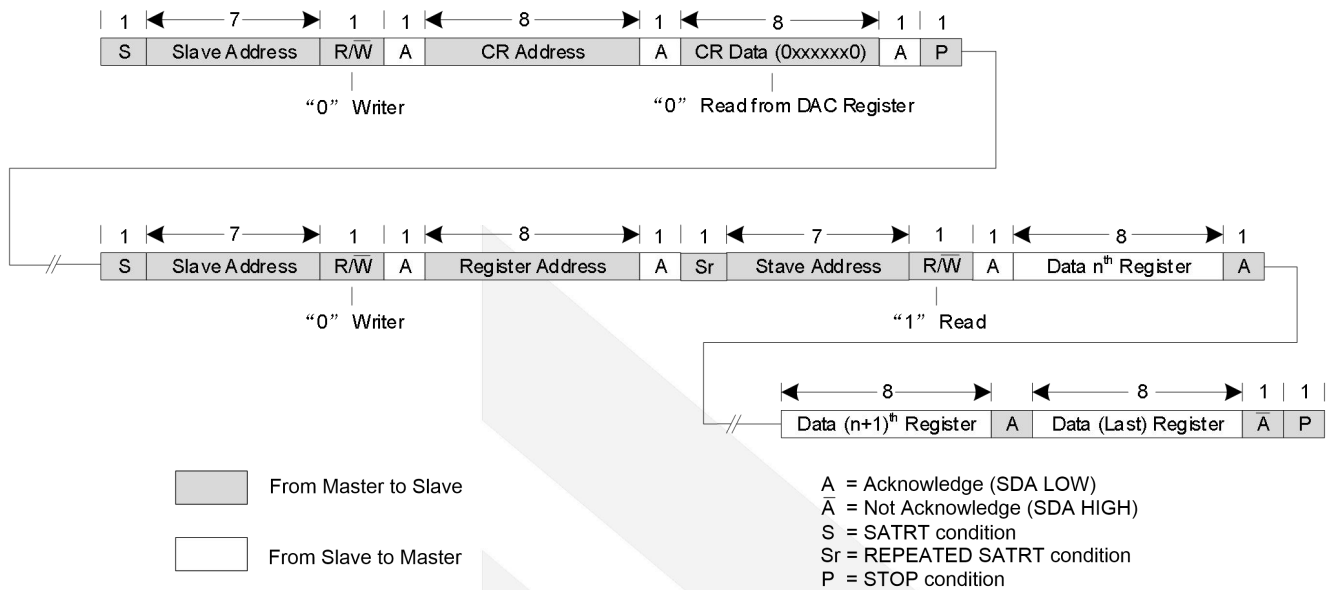 1 7 1 1 8 1 8 1 1
S Slave Address R/W̅ A CR Address A CR Data (0xxxxxx0) A P
“0” Writer “0” Read from DAC Register
1 7 1 1 8 1 1 7 1 1 8 1
S Slave Address R/W̅ A Register Address A Sr Stave Address R/W̅ A Data nth Register A
“0” Writer “1” Read
8 8 1 1
Data (n+1)th Register A Data (Last) Register A̅ P
From Master to Slave
From Slave to Master
A = Acknowledge (SDA LOW)
A̅ = Not Acknowledge (SDA HIGH)
S = SATRT condition
Sr = REPEATED SATRT condition
P = STOP condition